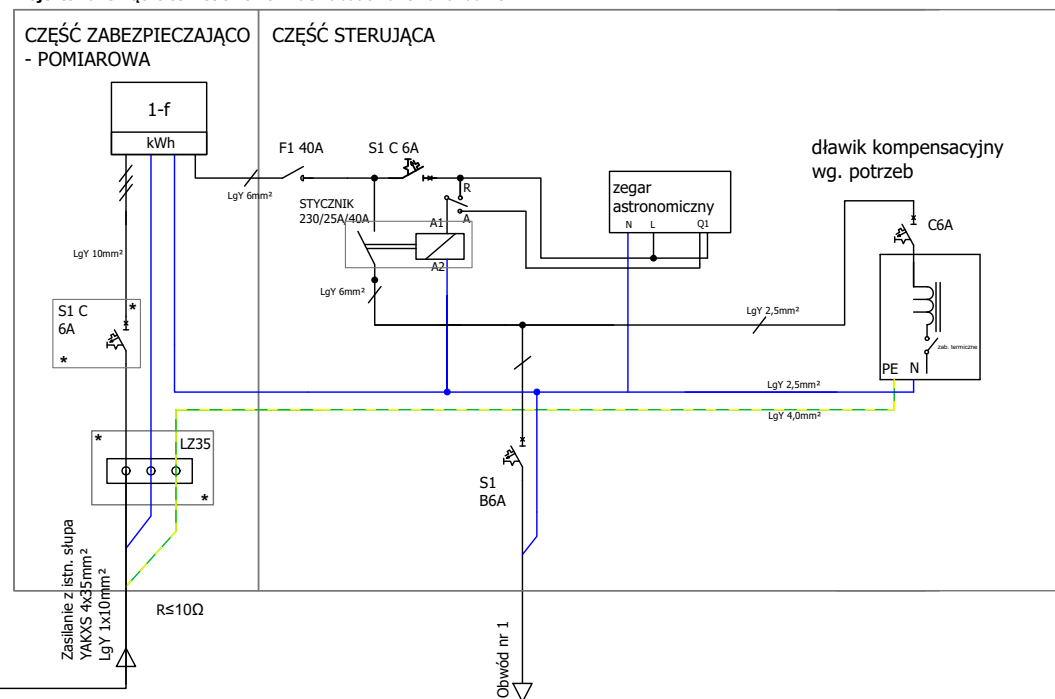 CZĘŚĆ ZABEZPIECZAJĄCO
- POMIAROWA
CZĘŚĆ STERUJĄCA
1-f
kWh
F1 40A
S1 C 6A
dławik kompensacyjny
wg. potrzeb
LgY 6mm²
STYCZNIK
230/25A/40A
R
A
A1
A2
zegar
astronomiczny
N L Q1
C6A
LgY 10mm²
LgY 6mm²
LgY 2,5mm²
S1 C
6A
*
*
zab. termiczne
PE N
LgY 2,5mm²
LgY 4,0mm²
*
LZ35
*
S1
B6A
Zasilanie z istn. słupa
YAKXS 4x35mm²
LgY 1x10mm²
R≤10Ω
Obwód nr 1